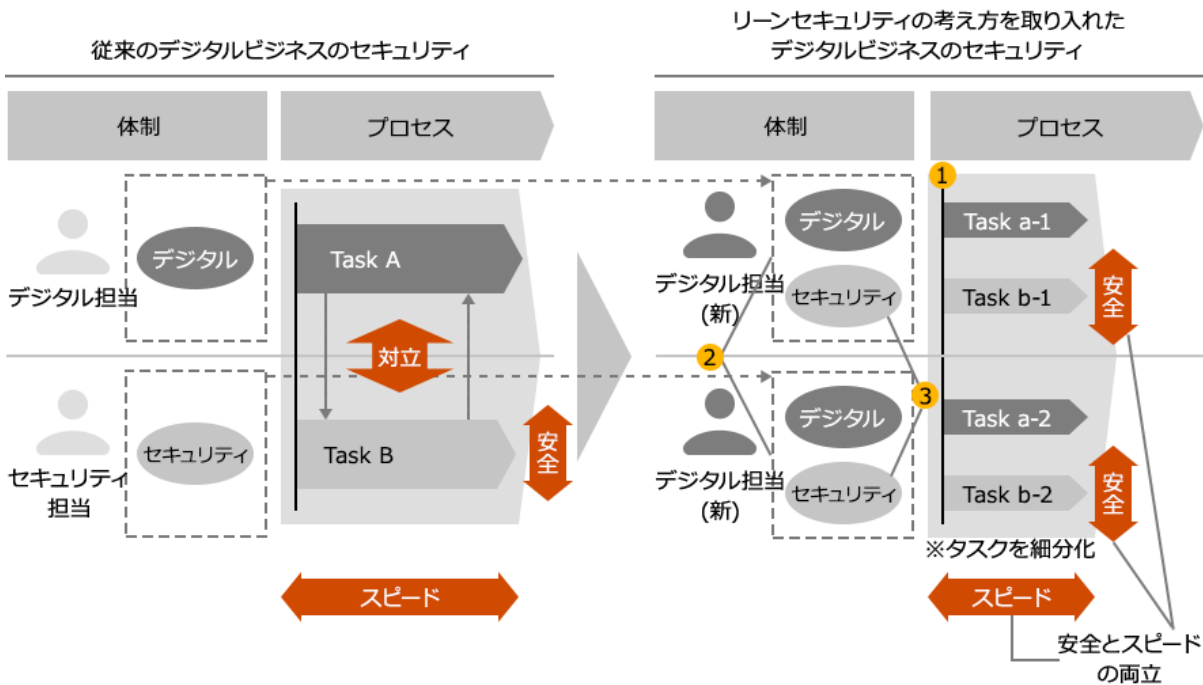 従来のデジタルビジネスのセキュリティ
体制
プロセス
デジタル担当
デジタル
Task A
対立
セキュリティ
担当
セキュリティ
Task B
安全
スピード
リーンセキュリティの考え方を取り入れた
デジタルビジネスのセキュリティ
体制
プロセス
1
デジタル担当
(新)
デジタル
セキュリティ
Task a-1
Task b-1
安全
2
3
デジタル担当
(新)
デジタル
セキュリティ
Task a-2
Task b-2
安全
※タスクを細分化
スピード
安全とスピード
の両立